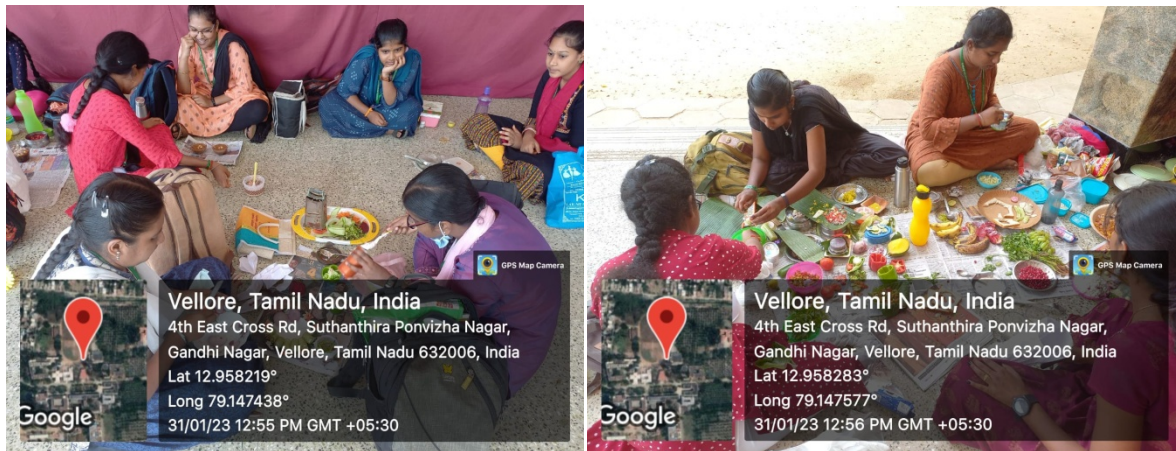 GPS Map Camera
Vellore, Tamil Nadu, India
4th East Cross Rd, Suthanthira Ponvizha Nagar,
Gandhi Nagar, Vellore, Tamil Nadu 632006, India
Lat 12.958219°
Long 79.147438°
31/01/23 12:55 PM GMT +05:30
Google
GPS Map Camera
Vellore, Tamil Nadu, India
4th East Cross Rd, Suthanthira Ponvizha Nagar,
Gandhi Nagar, Vellore, Tamil Nadu 632006, India
Lat 12.958283°
Long 79.147577°
31/01/23 12:56 PM GMT +05:30
Google